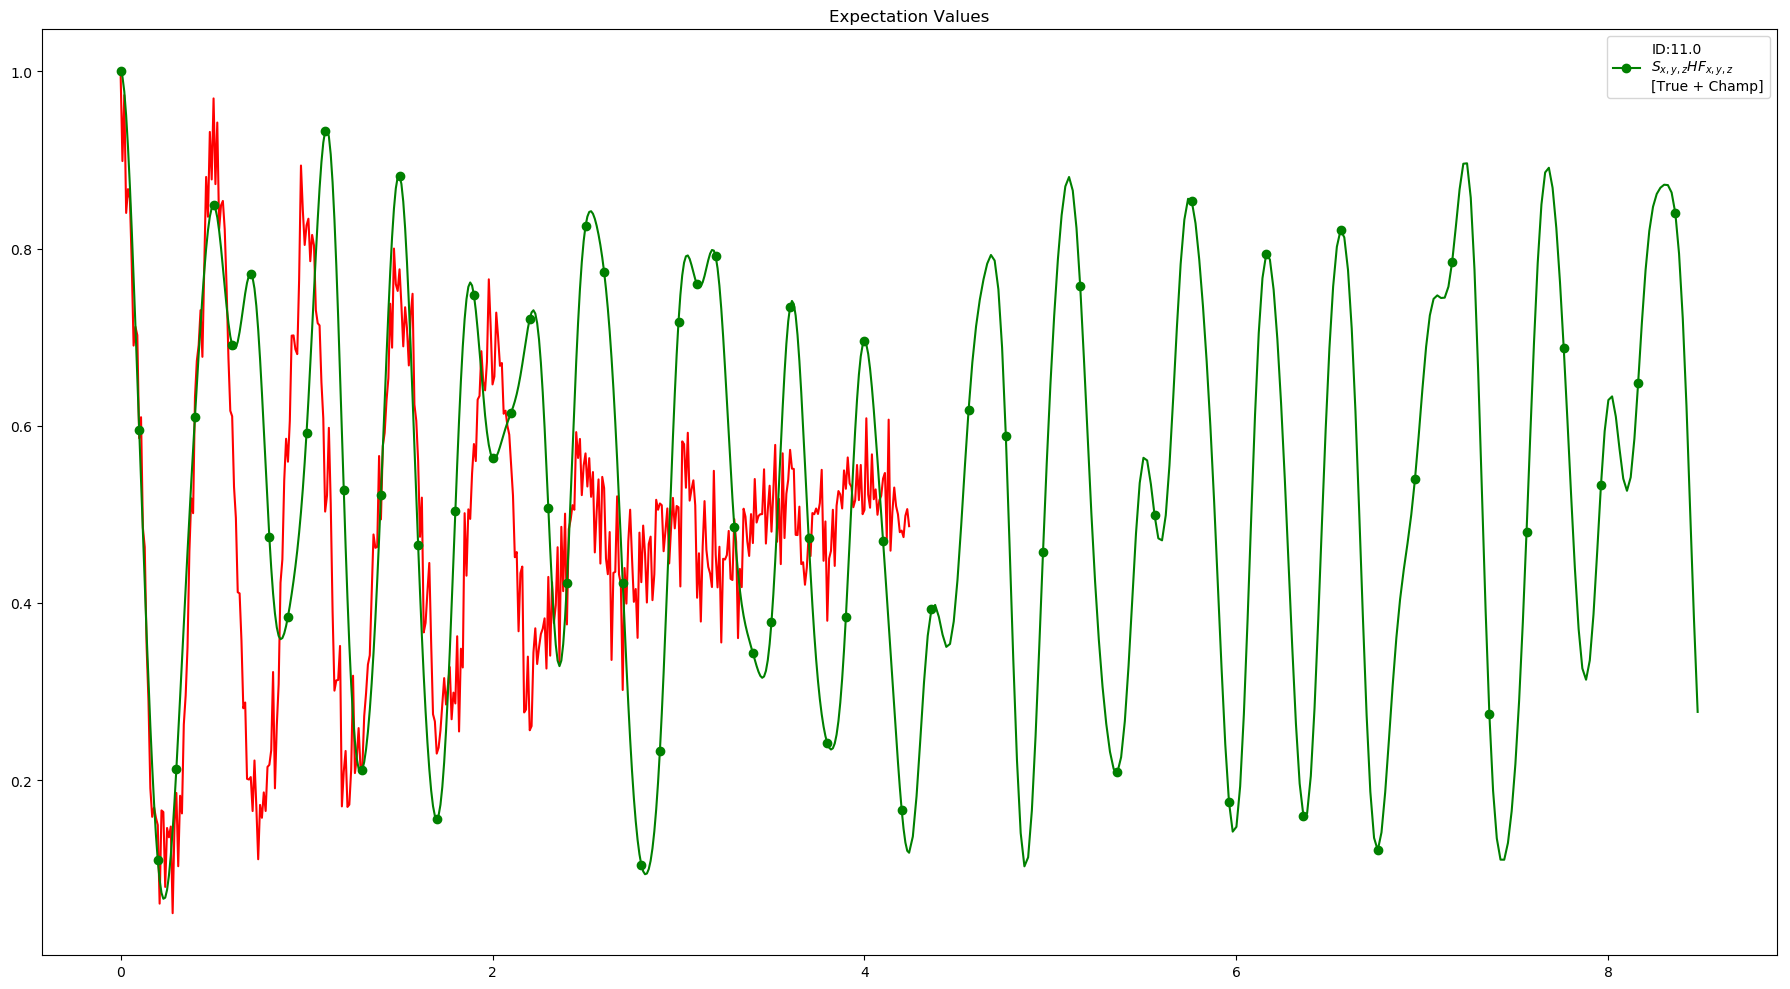 Expectation Values
ID:11.0
S_{x,y,z}HF_{x,y,z}
[True + Champ]
1.0
0.8
0.6
0.4
0.2
0 2 4 6 8